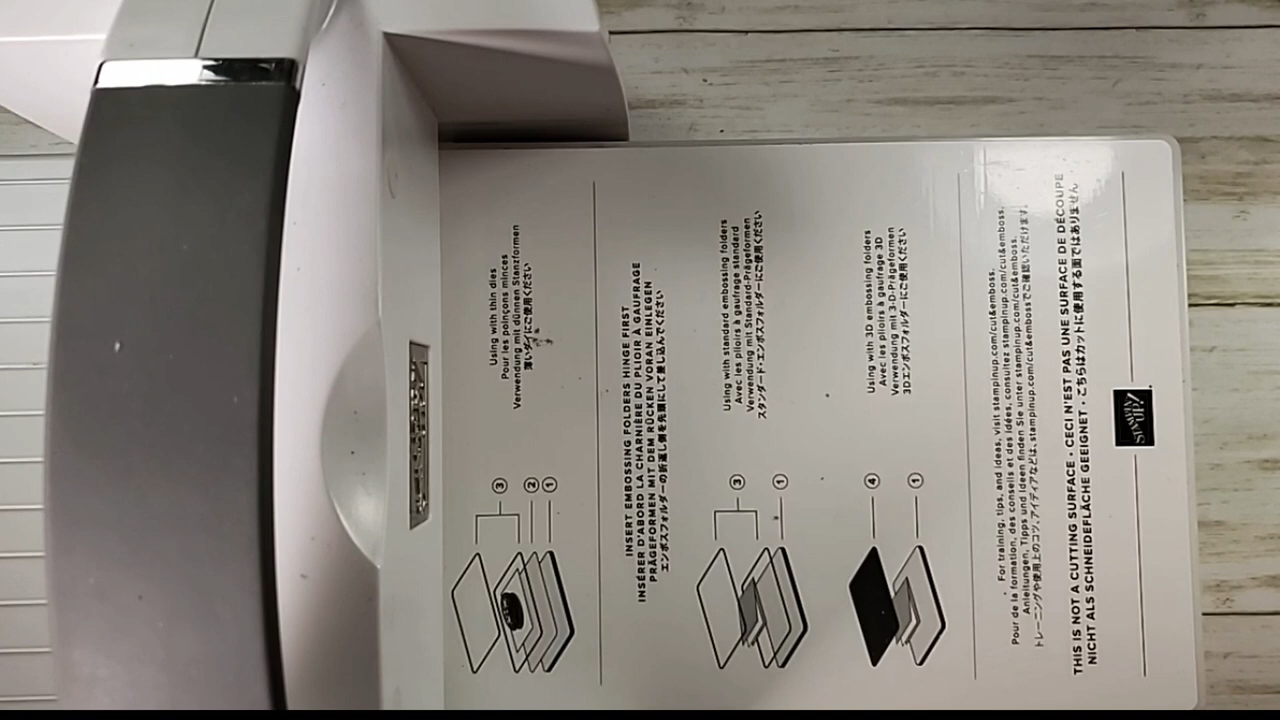 Using with thin dies
Pour les poinçons minces
Verwendung mit dünnen Stanzformen
薄いダイにご使用ください
3
2
1
INSERT EMBOSSING FOLDERS HINGE FIRST
INSÉRER D'ABORD LA CHARNIÈRE DU PLIOIR À GAUFRAGE
PRÄGEFORMEN MIT DEM RÜCKEN VORAN EINLEGEN
エンボスフォルダーの折返し側を先頭にして差し込んでください
Using with standard embossing folders
Avec les plioirs à gaufrage standard
Verwendung mit Standard-Prägeformen
スタンダード・エンボスフォルダーにご使用ください
3
1
Using with 3D embossing folders
Avec les plioirs à gaufrage 3D
Verwendung mit 3-D-Prägeformen
3Dエンボスフォルダーにご使用ください
4
1
For training, tips, and ideas, visit stampinup.com/cut&emboss.
Pour de la formation, des conseils et des idées, consultez stampinup.com/cut&emboss.
Anleitungen, Tipps und Ideen finden Sie unter stampinup.com/cut&emboss.
トレーニングや使用上のコツ、アイディアなどは、stampinup.com/cut&embossでご確認いただけます。
THIS IS NOT A CUTTING SURFACE • CECI N'EST PAS UNE SURFACE DE DÉCOUPE
NICHT ALS SCHNEIDEFLÄCHE GEEIGNET • こちらはカットに使用する面ではありません
STAMPIN'
UP!